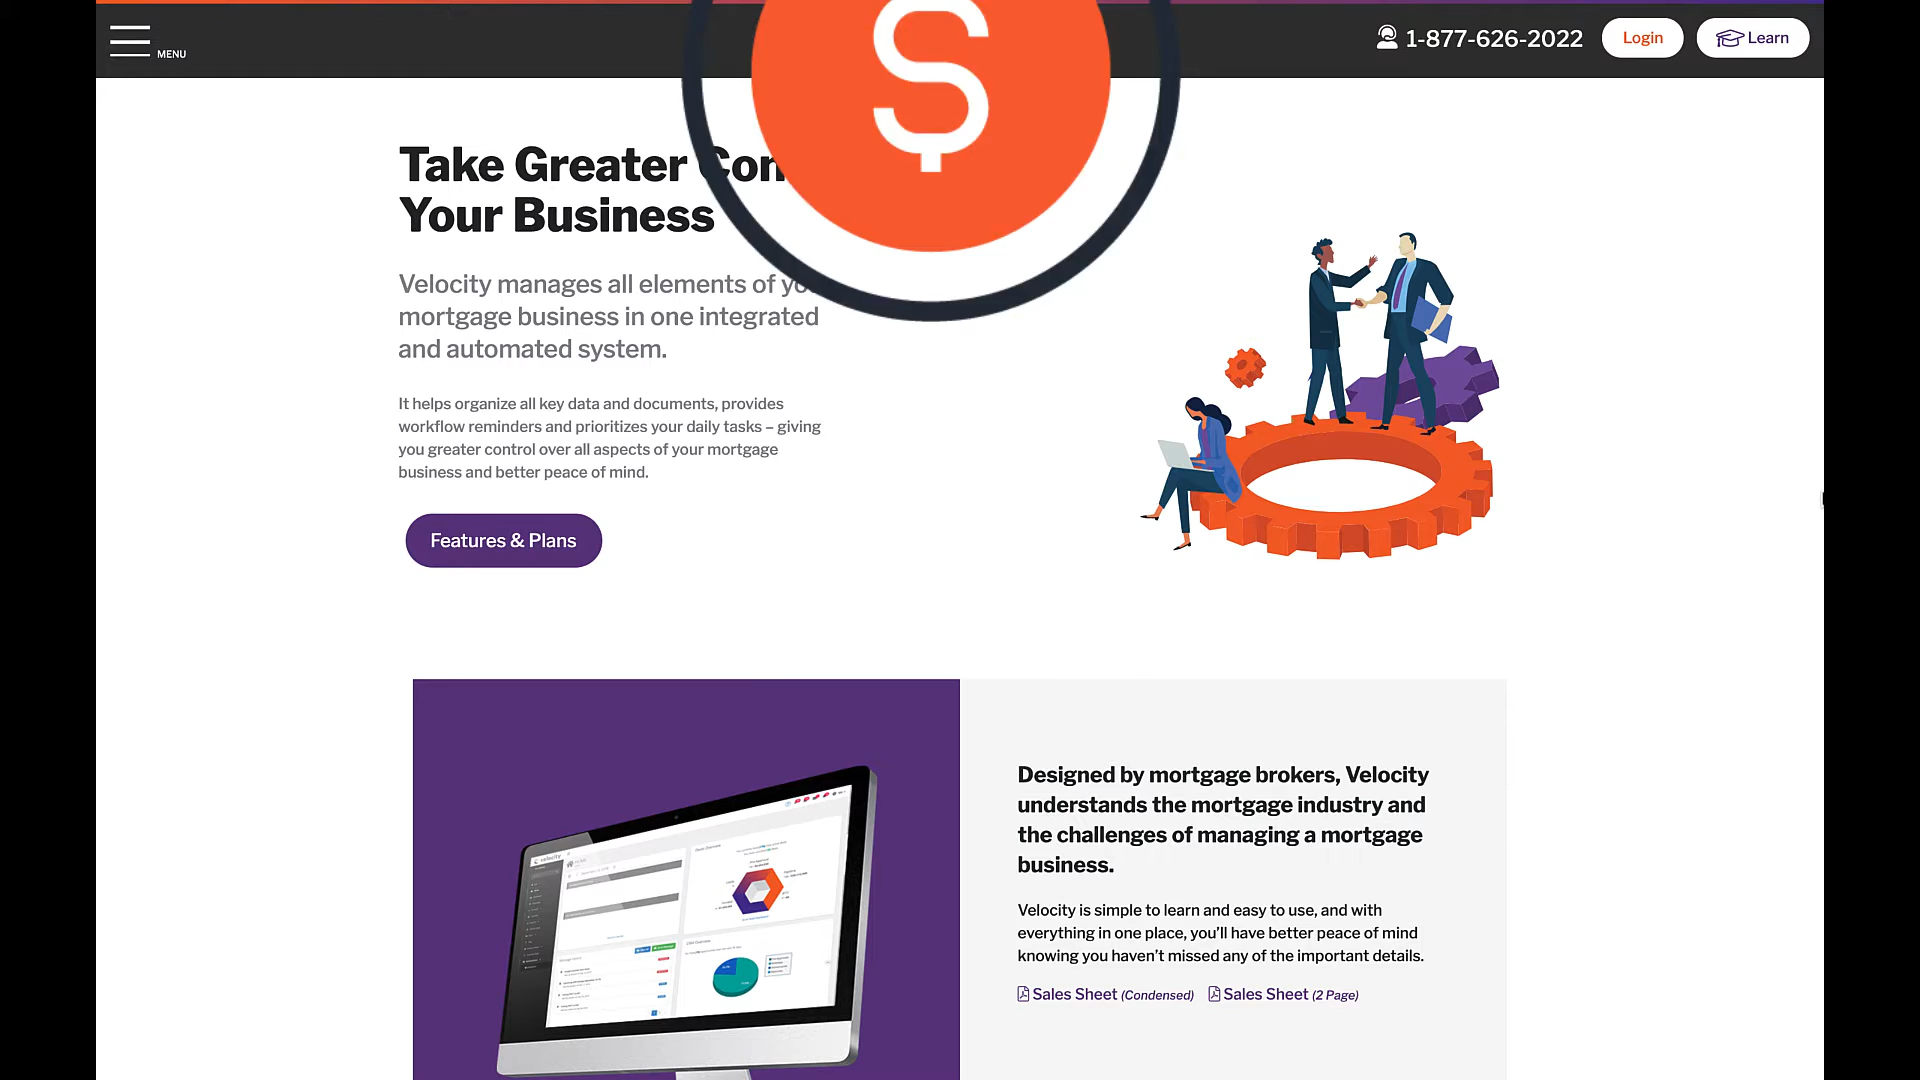 MENU
1-877-626-2022
Login
Learn
$
Take Greater Con
Your Business
Velocity manages all elements of yo
mortgage business in one integrated
and automated system.
It helps organize all key data and documents, provides
workflow reminders and prioritizes your daily tasks – giving
you greater control over all aspects of your mortgage
business and better peace of mind.
Features & Plans
Designed by mortgage brokers, Velocity
understands the mortgage industry and
the challenges of managing a mortgage
business.
Velocity is simple to learn and easy to use, and with
everything in one place, you'll have better peace of mind
knowing you haven't missed any of the important details.
Sales Sheet (Condensed) Sales Sheet (2 Page)
velocity